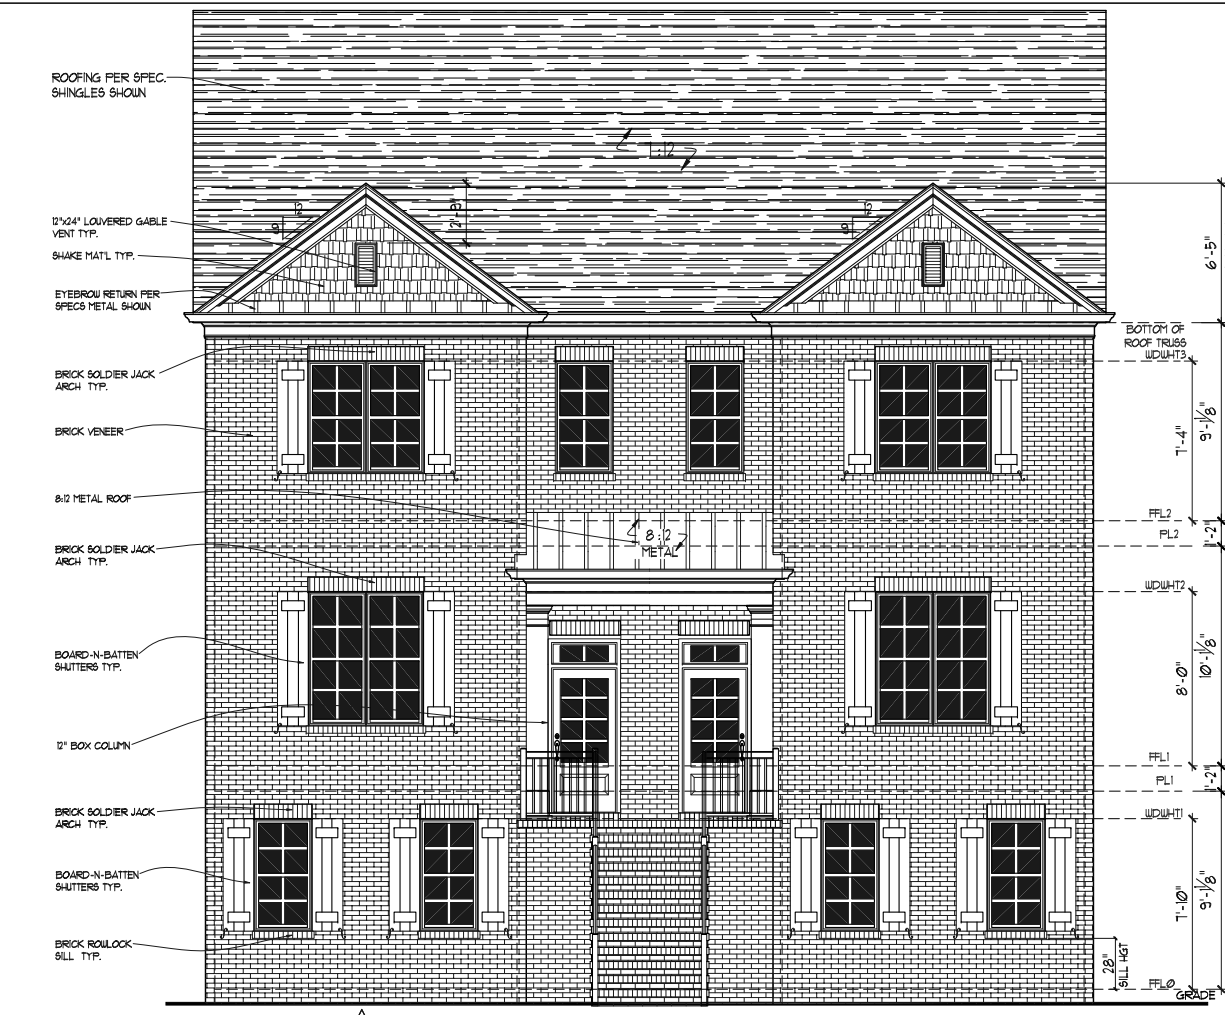 ROOFING PER SPEC.
SHINGLES SHOWN
12"x24" LOUVERED GABLE
VENT TYP.
SHAKE MAT'L TYP.
EYEBROW RETURN PER
SPECS METAL SHOWN
BRICK SOLDIER JACK
ARCH TYP.
BRICK VENEER
8:12 METAL ROOF
BRICK SOLDIER JACK
ARCH TYP.
BOARD-N-BATTEN
SHUTTERS TYP.
12" BOX COLUMN
BRICK SOLDIER JACK
ARCH TYP.
BOARD-N-BATTEN
SHUTTERS TYP.
BRICK ROWLOCK
SILL TYP.
12
9
12
9
8:12
METAL
6'-5"
BOTTOM OF
ROOF TRUSS
WDWHT3
7'-4"
9'-1 1/8"
FFL2
PL2
1'-2"
WDWHT2
8'-0"
10'-1 1/8"
FFL1
PL1
1'-2"
WDWHT1
7'-10"
9'-1 1/8"
28"
SILL HGT
FFL0
GRADE